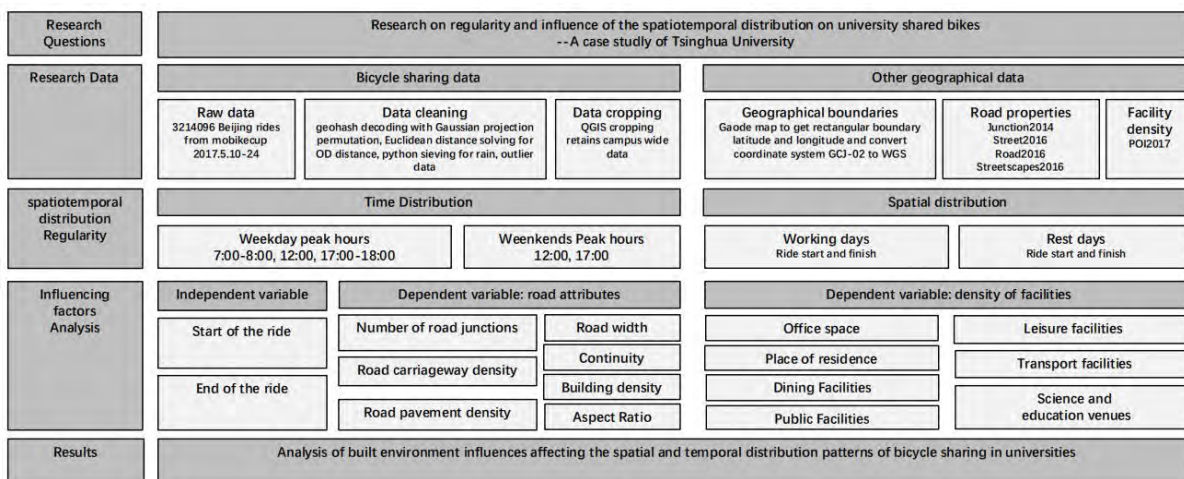 Research
Questions
Research on regularity and influence of the spatiotemporal distribution on university shared bikes
--A case studly of Tsinghua University
Research Data
Bicycle sharing data
Other geographical data
Raw data
3214096 Beijing rides
from mobikecup
2017.5.10-24
Data cleaning
geohash decoding with Gaussian projection
permutation, Euclidean distance solving for
OD distance, python sieving for rain, outlier
data
Data cropping
QGIS cropping
retains campus wide
data
Geographical boundaries
Gaode map to get rectangular boundary
latitude and longitude and convert
coordinate system GCJ-02 to WGS
Road properties
Junction2014
Street2016
Road2016
Streetscapes2016
Facility
density
POI2017
spatiotemporal
distribution
Regularity
Time Distribution
Spatial distribution
Weekday peak hours
7:00-8:00, 12:00, 17:00-18:00
Weenkends Peak hours
12:00, 17:00
Working days
Ride start and finish
Rest days
Ride start and finish
Influencing
factors
Analysis
Independent variable
Dependent variable: road attributes
Dependent variable: density of facilities
Start of the ride
End of the ride
Number of road junctions
Road carriageway density
Road pavement density
Road width
Continuity
Building density
Aspect Ratio
Office space
Place of residence
Dining Facilities
Public Facilities
Leisure facilities
Transport facilities
Science and
education venues
Results
Analysis of built environment influences affecting the spatial and temporal distribution patterns of bicycle sharing in universities